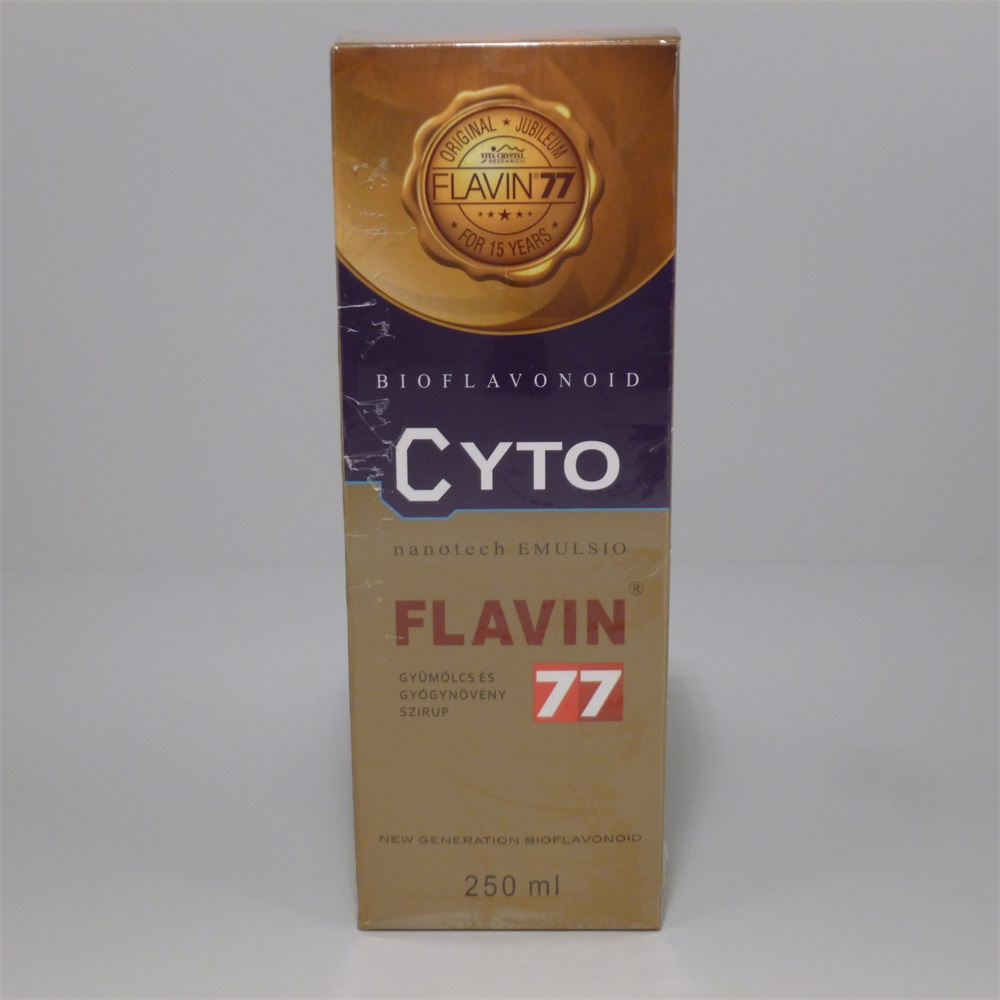 ORIGINAL ★ JUBILEUM
VITA CRYSTAL
RESEARCH
FLAVIN®77
★ FOR 15 YEARS ★
BIOFLAVONOID
CYTO
nanotech EMULSIO
FLAVIN®
GYÜMÖLCS ÉS
GYÓGYNÖVÉNY
SZIRUP
77
NEW GENERATION BIOFLAVONOID
250 ml